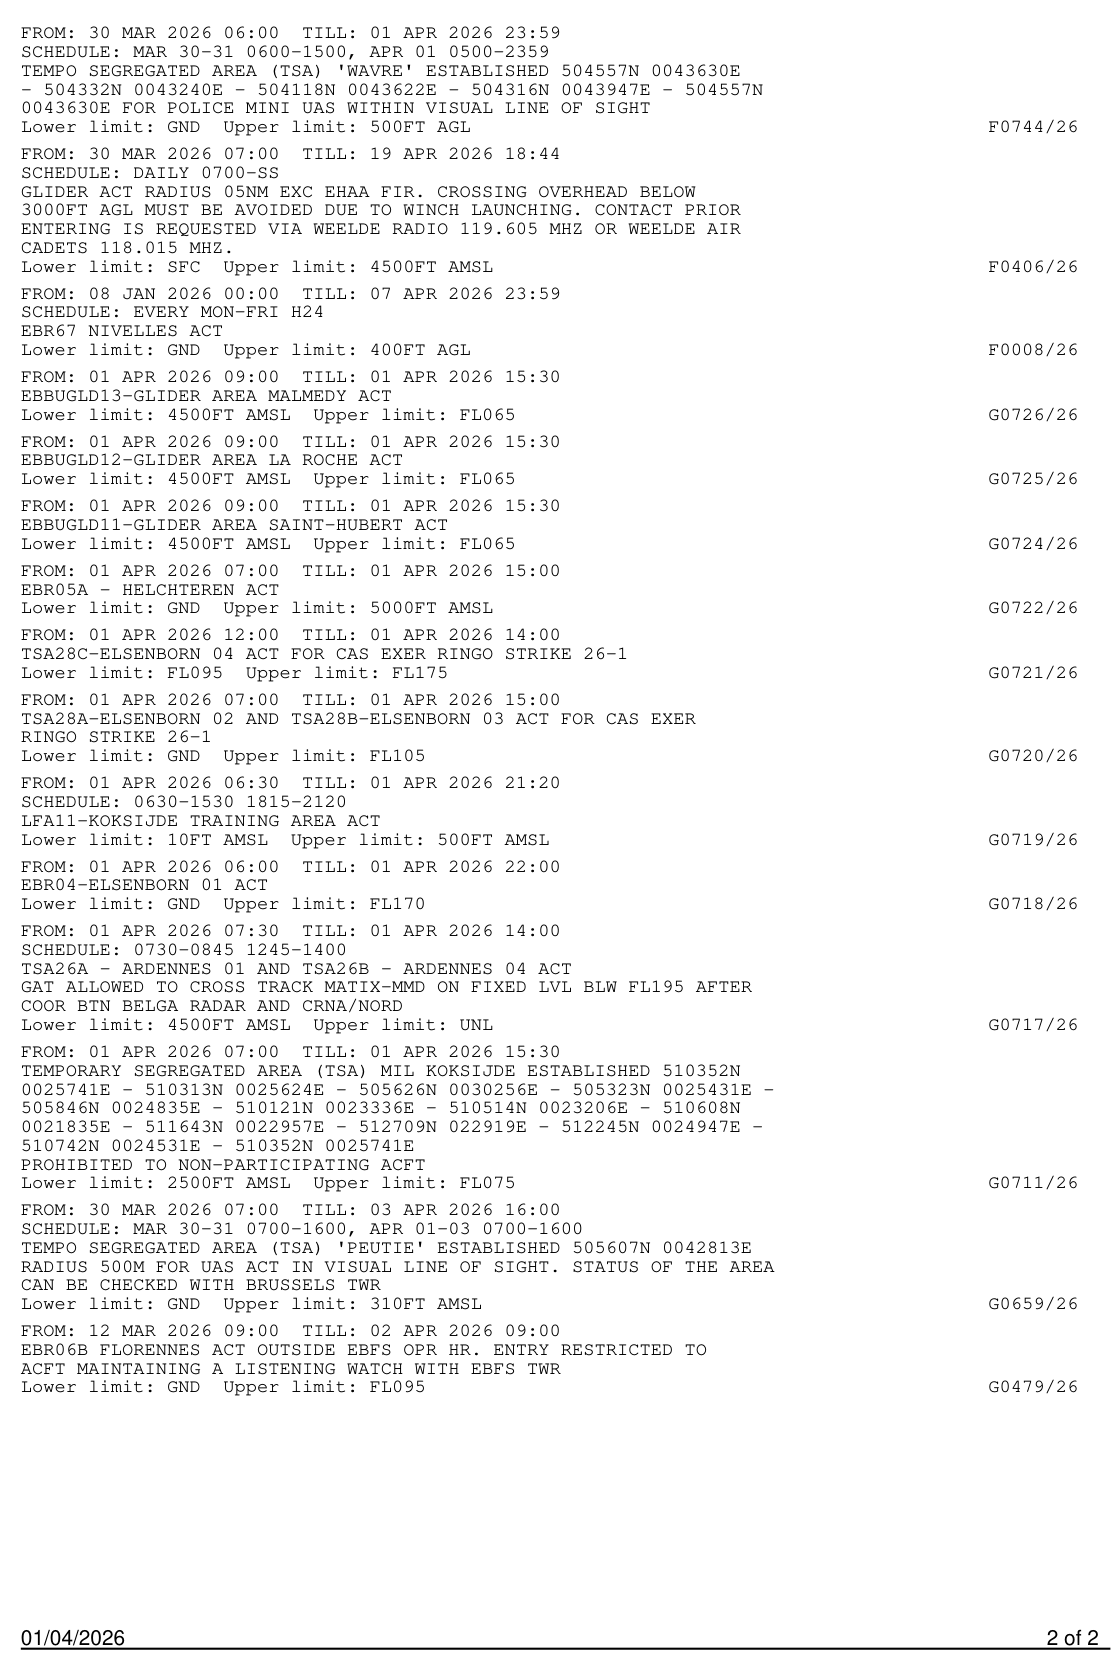 FROM: 30 MAR 2026 06:00  TILL: 01 APR 2026 23:59
SCHEDULE: MAR 30-31 0600-1500, APR 01 0500-2359
TEMPO SEGREGATED AREA (TSA) 'WAVRE' ESTABLISHED 504557N 0043630E
- 504332N 0043240E - 504118N 0043622E - 504316N 0043947E - 504557N
0043630E FOR POLICE MINI UAS WITHIN VISUAL LINE OF SIGHT
Lower limit: GND  Upper limit: 500FT AGL F0744/26
FROM: 30 MAR 2026 07:00  TILL: 19 APR 2026 18:44
SCHEDULE: DAILY 0700-SS
GLIDER ACT RADIUS 05NM EXC EHAA FIR. CROSSING OVERHEAD BELOW
3000FT AGL MUST BE AVOIDED DUE TO WINCH LAUNCHING. CONTACT PRIOR
ENTERING IS REQUESTED VIA WEELDE RADIO 119.605 MHZ OR WEELDE AIR
CADETS 118.015 MHZ.
Lower limit: SFC  Upper limit: 4500FT AMSL F0406/26
FROM: 08 JAN 2026 00:00  TILL: 07 APR 2026 23:59
SCHEDULE: EVERY MON-FRI H24
EBR67 NIVELLES ACT
Lower limit: GND  Upper limit: 400FT AGL F0008/26
FROM: 01 APR 2026 09:00  TILL: 01 APR 2026 15:30
EBBUGLD13-GLIDER AREA MALMEDY ACT
Lower limit: 4500FT AMSL  Upper limit: FL065 G0726/26
FROM: 01 APR 2026 09:00  TILL: 01 APR 2026 15:30
EBBUGLD12-GLIDER AREA LA ROCHE ACT
Lower limit: 4500FT AMSL  Upper limit: FL065 G0725/26
FROM: 01 APR 2026 09:00  TILL: 01 APR 2026 15:30
EBBUGLD11-GLIDER AREA SAINT-HUBERT ACT
Lower limit: 4500FT AMSL  Upper limit: FL065 G0724/26
FROM: 01 APR 2026 07:00  TILL: 01 APR 2026 15:00
EBR05A - HELCHTEREN ACT
Lower limit: GND  Upper limit: 5000FT AMSL G0722/26
FROM: 01 APR 2026 12:00  TILL: 01 APR 2026 14:00
TSA28C-ELSENBORN 04 ACT FOR CAS EXER RINGO STRIKE 26-1
Lower limit: FL095  Upper limit: FL175 G0721/26
FROM: 01 APR 2026 07:00  TILL: 01 APR 2026 15:00
TSA28A-ELSENBORN 02 AND TSA28B-ELSENBORN 03 ACT FOR CAS EXER
RINGO STRIKE 26-1
Lower limit: GND  Upper limit: FL105 G0720/26
FROM: 01 APR 2026 06:30  TILL: 01 APR 2026 21:20
SCHEDULE: 0630-1530 1815-2120
LFA11-KOKSIJDE TRAINING AREA ACT
Lower limit: 10FT AMSL  Upper limit: 500FT AMSL G0719/26
FROM: 01 APR 2026 06:00  TILL: 01 APR 2026 22:00
EBR04-ELSENBORN 01 ACT
Lower limit: GND  Upper limit: FL170 G0718/26
FROM: 01 APR 2026 07:30  TILL: 01 APR 2026 14:00
SCHEDULE: 0730-0845 1245-1400
TSA26A - ARDENNES 01 AND TSA26B - ARDENNES 04 ACT
GAT ALLOWED TO CROSS TRACK MATIX-MMD ON FIXED LVL BLW FL195 AFTER
COOR BTN BELGA RADAR AND CRNA/NORD
Lower limit: 4500FT AMSL  Upper limit: UNL G0717/26
FROM: 01 APR 2026 07:00  TILL: 01 APR 2026 15:30
TEMPORARY SEGREGATED AREA (TSA) MIL KOKSIJDE ESTABLISHED 510352N
0025741E - 510313N 0025624E - 505626N 0030256E - 505323N 0025431E -
505846N 0024835E - 510121N 0023336E - 510514N 0023206E - 510608N
0021835E - 511643N 0022957E - 512709N 022919E - 512245N 0024947E -
510742N 0024531E - 510352N 0025741E
PROHIBITED TO NON-PARTICIPATING ACFT
Lower limit: 2500FT AMSL  Upper limit: FL075 G0711/26
FROM: 30 MAR 2026 07:00  TILL: 03 APR 2026 16:00
SCHEDULE: MAR 30-31 0700-1600, APR 01-03 0700-1600
TEMPO SEGREGATED AREA (TSA) 'PEUTIE' ESTABLISHED 505607N 0042813E
RADIUS 500M FOR UAS ACT IN VISUAL LINE OF SIGHT. STATUS OF THE AREA
CAN BE CHECKED WITH BRUSSELS TWR
Lower limit: GND  Upper limit: 310FT AMSL G0659/26
FROM: 12 MAR 2026 09:00  TILL: 02 APR 2026 09:00
EBR06B FLORENNES ACT OUTSIDE EBFS OPR HR. ENTRY RESTRICTED TO
ACFT MAINTAINING A LISTENING WATCH WITH EBFS TWR
Lower limit: GND  Upper limit: FL095 G0479/26
01/04/2026 2 of 2